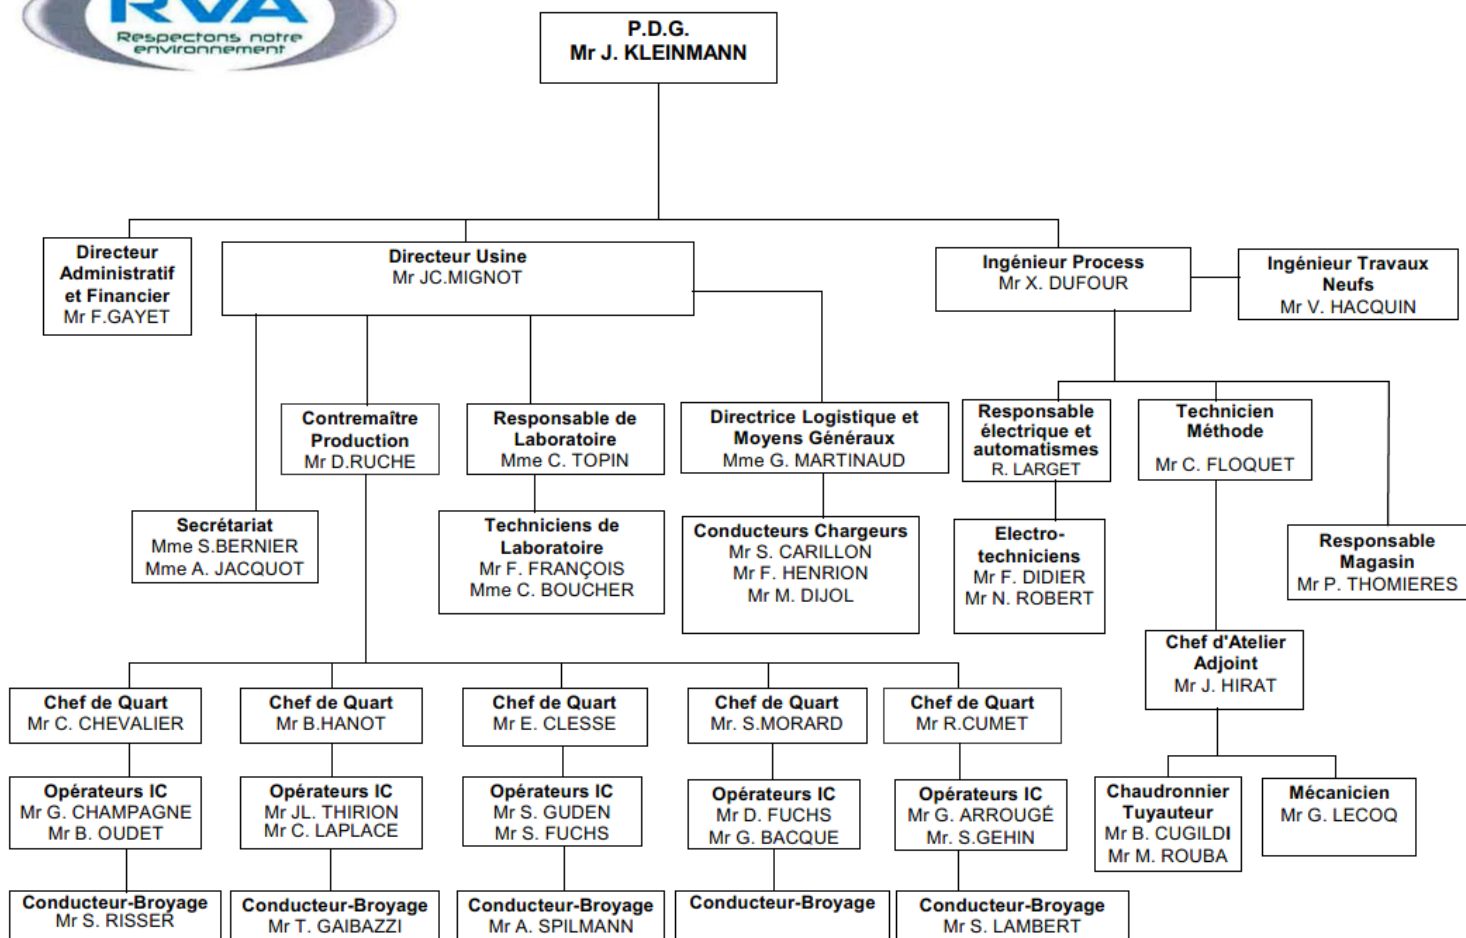 RVA
Respectons notre
environnement
P.D.G.
Mr J. KLEINMANN
Directeur
Administratif
et Financier
Mr F.GAYET
Directeur Usine
Mr JC.MIGNOT
Ingénieur Process
Mr X. DUFOUR
Ingénieur Travaux
Neufs
Mr V. HACQUIN
Contremaître
Production
Mr D.RUCHE
Responsable de
Laboratoire
Mme C. TOPIN
Directrice Logistique et
Moyens Généraux
Mme G. MARTINAUD
Responsable
électrique et
automatismes
R. LARGET
Technicien
Méthode
Mr C. FLOQUET
Secrétariat
Mme S.BERNIER
Mme A. JACQUOT
Techniciens de
Laboratoire
Mr F. FRANÇOIS
Mme C. BOUCHER
Conducteurs Chargeurs
Mr S. CARILLON
Mr F. HENRION
Mr M. DIJOL
Electro-
techniciens
Mr F. DIDIER
Mr N. ROBERT
Responsable
Magasin
Mr P. THOMIERES
Chef d'Atelier
Adjoint
Mr J. HIRAT
Chef de Quart
Mr C. CHEVALIER
Chef de Quart
Mr B.HANOT
Chef de Quart
Mr E. CLESSE
Chef de Quart
Mr. S.MORARD
Chef de Quart
Mr R.CUMET
Opérateurs IC
Mr G. CHAMPAGNE
Mr B. OUDET
Opérateurs IC
Mr JL. THIRION
Mr C. LAPLACE
Opérateurs IC
Mr S. GUDEN
Mr S. FUCHS
Opérateurs IC
Mr D. FUCHS
Mr G. BACQUE
Opérateurs IC
Mr G. ARROUGÉ
Mr. S.GEHIN
Chaudronnier
Tuyauteur
Mr B. CUGILDI
Mr M. ROUBA
Mécanicien
Mr G. LECOQ
Conducteur-Broyage
Mr S. RISSER
Conducteur-Broyage
Mr T. GAIBAZZI
Conducteur-Broyage
Mr A. SPILMANN
Conducteur-Broyage
Conducteur-Broyage
Mr S. LAMBERT